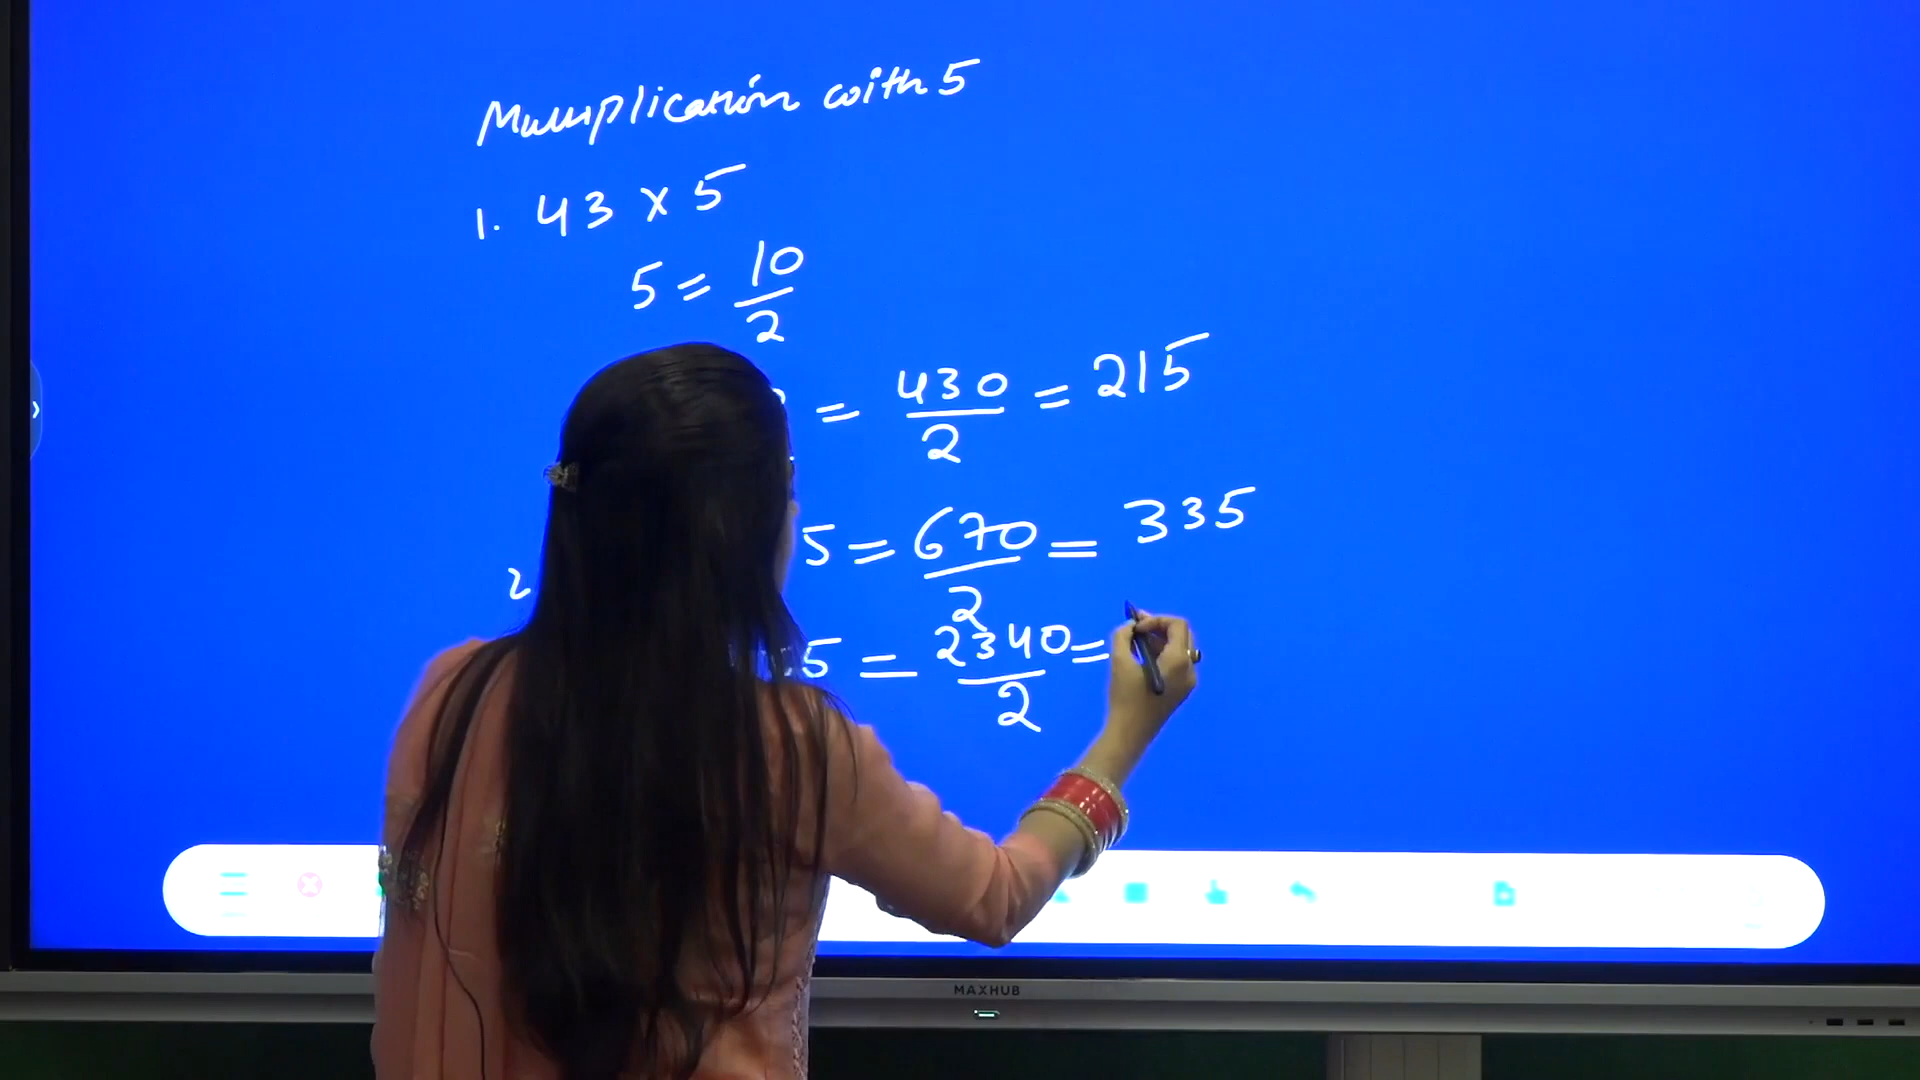 Multiplication with 5
1. 43 x 5
5 = 10/2
= 430/2 = 215
2 5 = 670/2 = 335
5 = 2340/2 =
MAXHUB